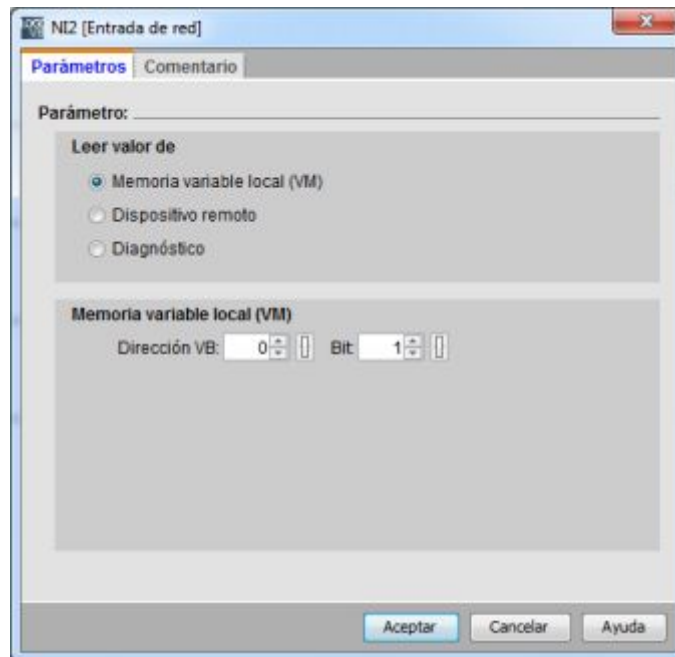 NI2 [Entrada de red]
Parámetros Comentario
Parámetro:
Leer valor de
Memoria variable local (VM)
Dispositivo remoto
Diagnóstico
Memoria variable local (VM)
Dirección VB: 0 Bit: 1
Aceptar Cancelar Ayuda